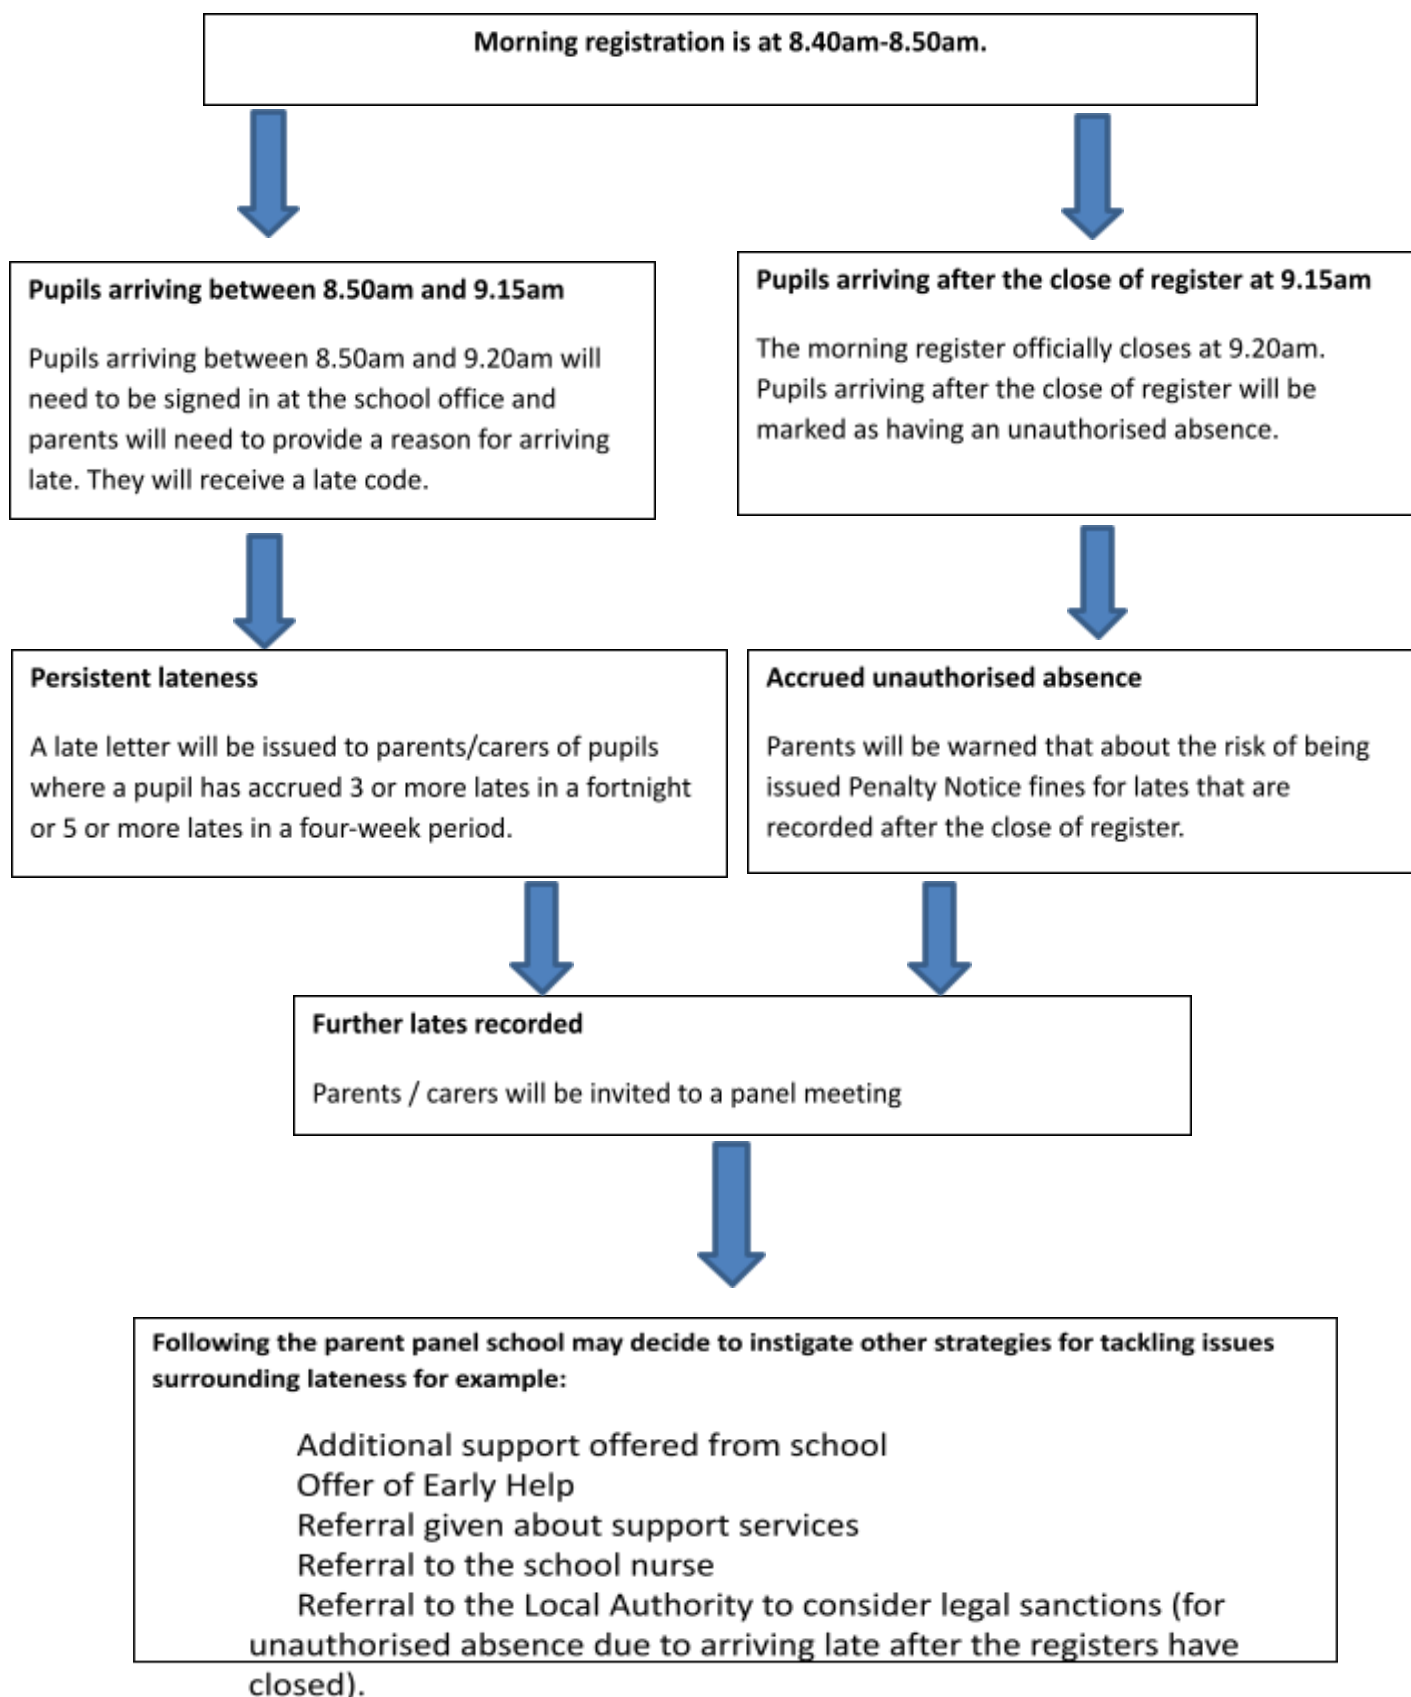 Morning registration is at 8.40am-8.50am.
Pupils arriving between 8.50am and 9.15am
Pupils arriving between 8.50am and 9.20am will
need to be signed in at the school office and
parents will need to provide a reason for arriving
late. They will receive a late code.
Pupils arriving after the close of register at 9.15am
The morning register officially closes at 9.20am.
Pupils arriving after the close of register will be
marked as having an unauthorised absence.
Persistent lateness
A late letter will be issued to parents/carers of pupils
where a pupil has accrued 3 or more lates in a fortnight
or 5 or more lates in a four-week period.
Accrued unauthorised absence
Parents will be warned that about the risk of being
issued Penalty Notice fines for lates that are
recorded after the close of register.
Further lates recorded
Parents / carers will be invited to a panel meeting
Following the parent panel school may decide to instigate other strategies for tackling issues
surrounding lateness for example:
Additional support offered from school
Offer of Early Help
Referral given about support services
Referral to the school nurse
Referral to the Local Authority to consider legal sanctions (for
unauthorised absence due to arriving late after the registers have
closed).